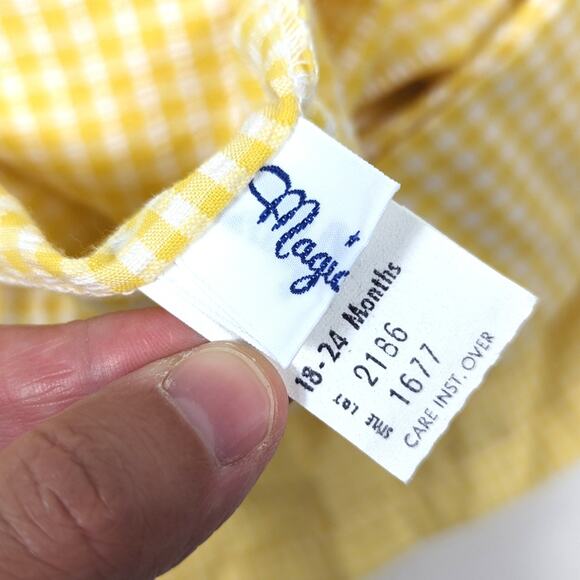 Magic
18-24 Months
LOT 2186
STYLE 1677
CARE INST. OVER